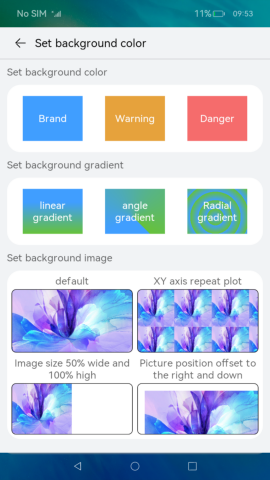 No SIM 11% 09:53
Set background color
Set background color
Brand Warning Danger
Set background gradient
linear gradient
angle gradient
Radial gradient
Set background image
default XY axis repeat plot
Image size 50% wide and 100% high
Picture position offset to the right and down